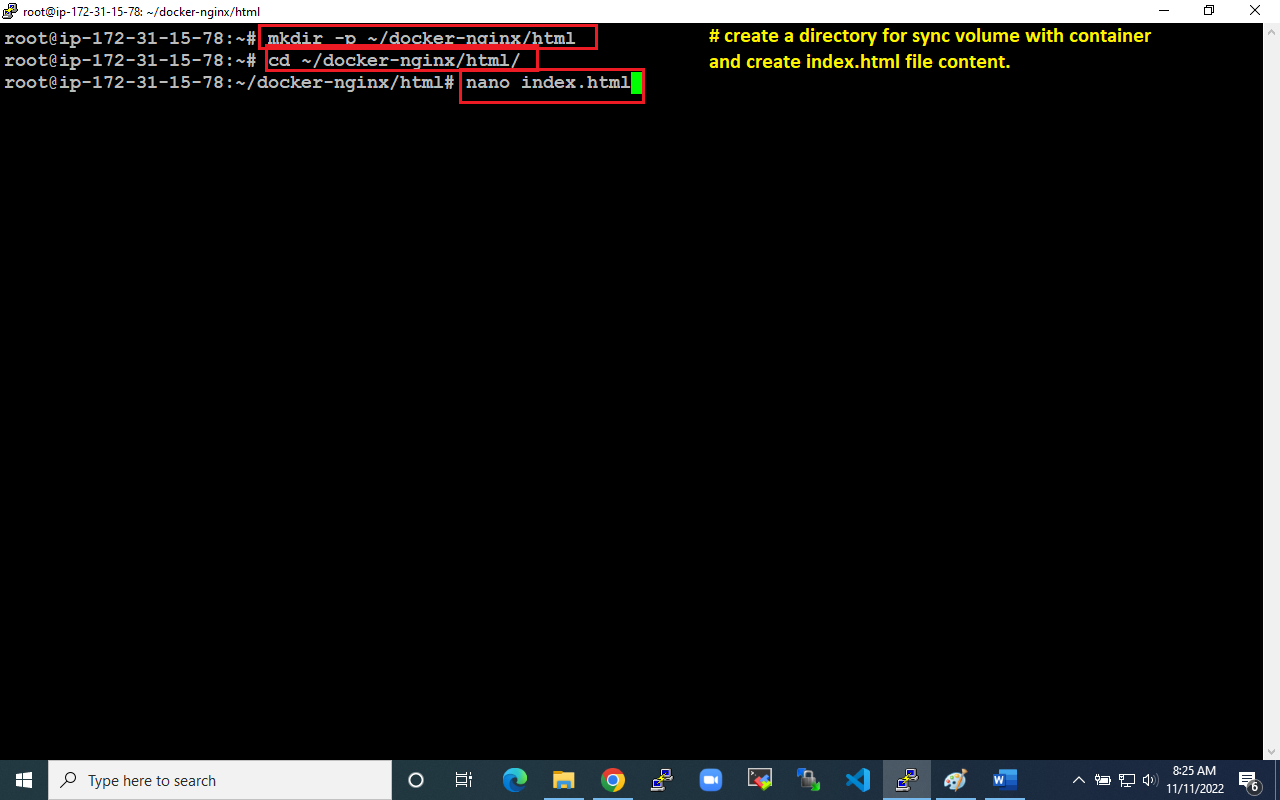 root@ip-172-31-15-78: ~/docker-nginx/html
root@ip-172-31-15-78:~# mkdir -p ~/docker-nginx/html
root@ip-172-31-15-78:~# cd ~/docker-nginx/html/
root@ip-172-31-15-78:~/docker-nginx/html# nano index.html
# create a directory for sync volume with container
and create index.html file content.
Type here to search
8:25 AM
11/11/2022
6